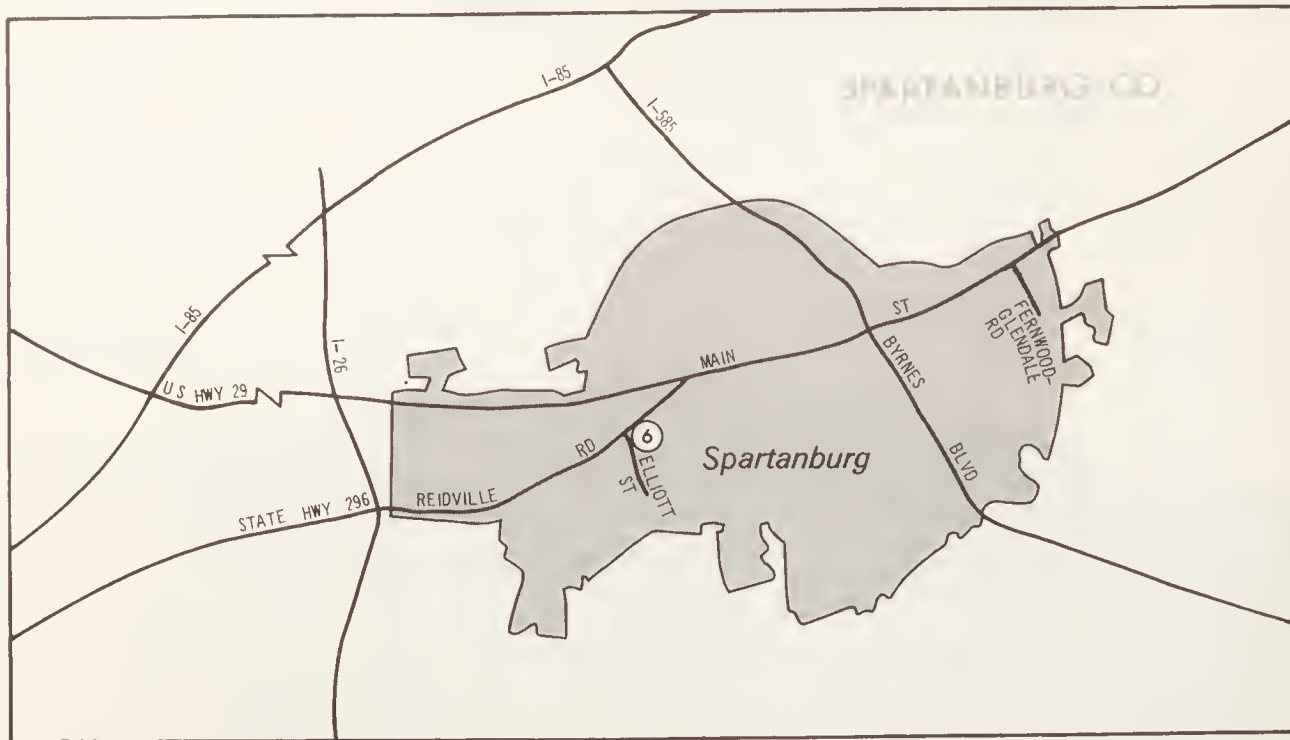 I-85
SPARTANBURG CO
I-585
I-85
I-26
US HWY 29
MAIN
ST
BYRNES
BLVD
FERNWOOD-
GLENDALE
RD
6
ELLIOTT
ST
Spartanburg
REIDVILLE
RD
STATE HWY 296